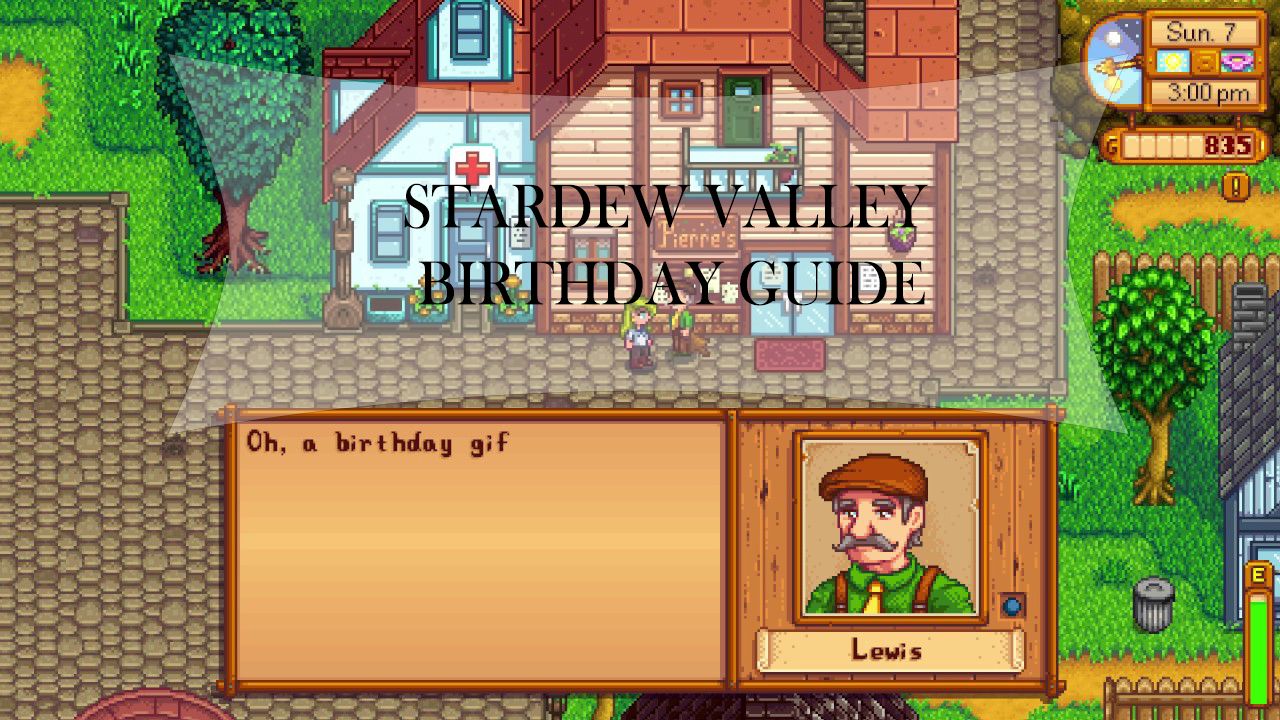 Sun. 7
3:00 pm
G 835
!
STARDEW VALLEY
Pierre's
BIRTHDAY GUIDE
Oh, a birthday gif
E
Lewis